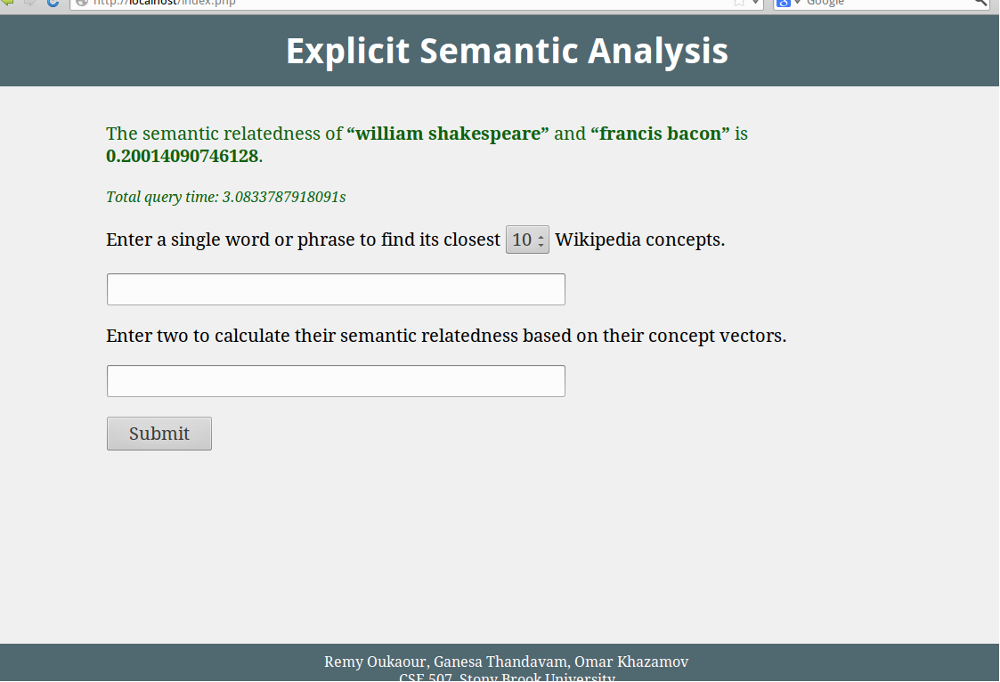 http://localhost/index.php
Google
Explicit Semantic Analysis
The semantic relatedness of “william shakespeare” and “francis bacon” is
0.20014090746128.
Total query time: 3.0833787918091s
Enter a single word or phrase to find its closest 10 Wikipedia concepts.
Enter two to calculate their semantic relatedness based on their concept vectors.
Submit
Remy Oukaour, Ganesa Thandavam, Omar Khazamov
CSE 507, Stony Brook University